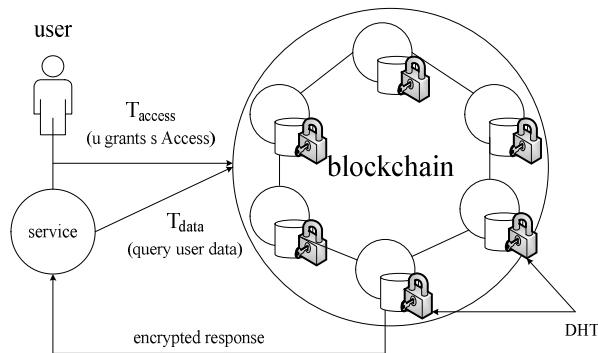 user
T_access
(u grants s Access)
blockchain
service
T_data
(query user data)
encrypted response
DHT